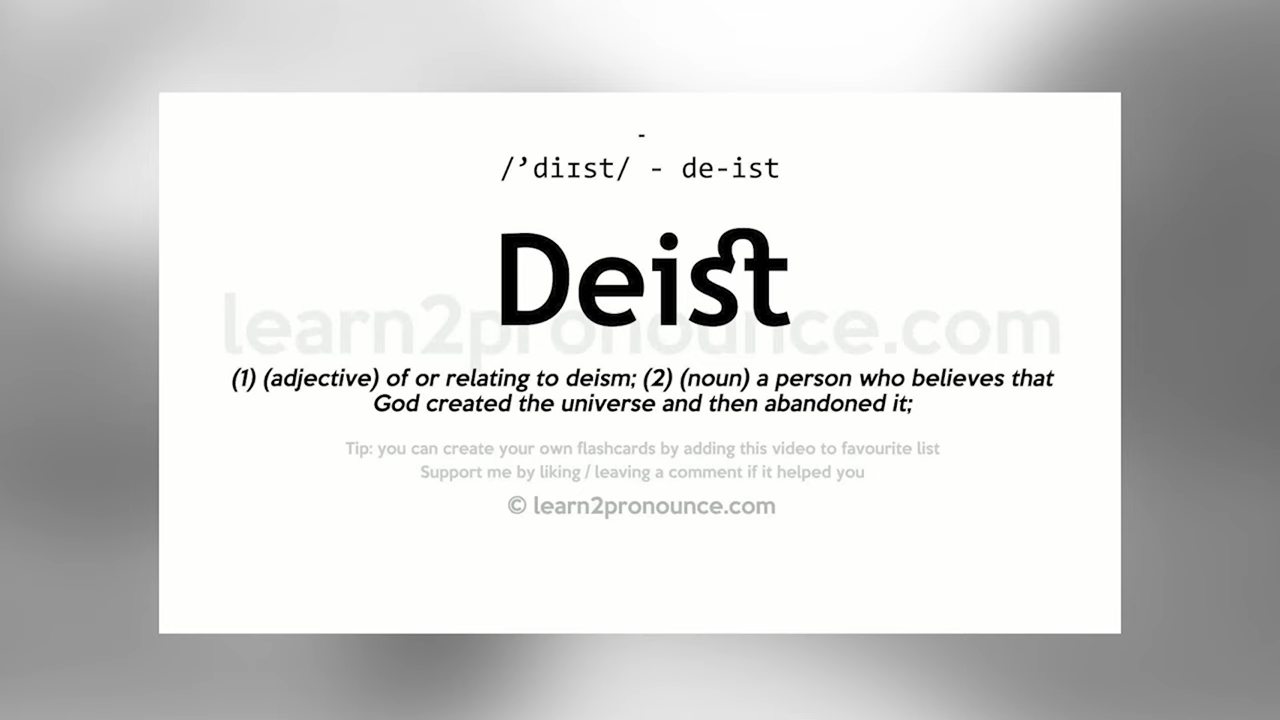 -
/’diɪst/ - de-ist
Deist
learn2pronounce.com
(1) (adjective) of or relating to deism; (2) (noun) a person who believes that
God created the universe and then abandoned it;
Tip: you can create your own flashcards by adding this video to favourite list
Support me by liking / leaving a comment if it helped you
© learn2pronounce.com